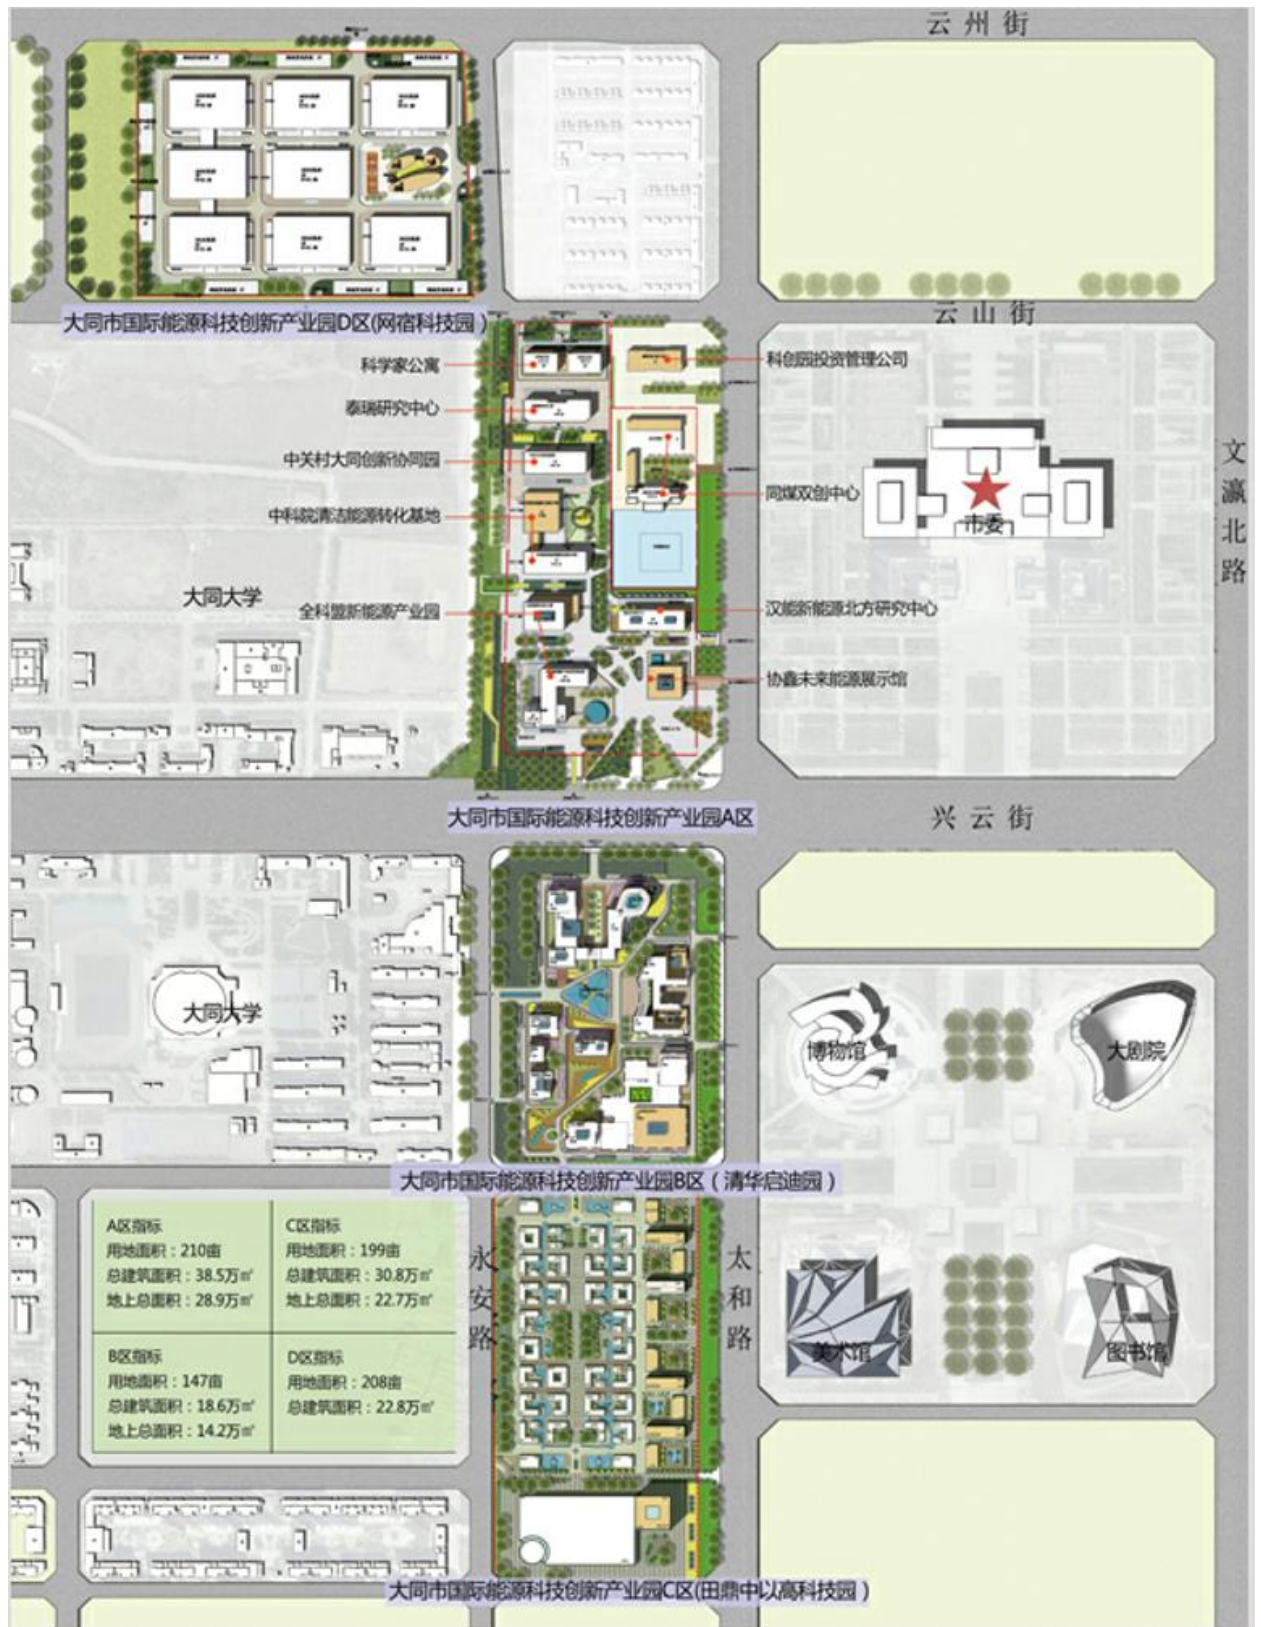 云州街
大同市国际能源科技创新产业园D区(网宿科技园)
云山街
科学家公寓
科创园投资管理公司
泰瑞研究中心
中关村大同创新协同园
同煤双创中心
市委
文瀛北路
中科院清洁能源转化基地
大同大学
全科盟新能源产业园
汉能新能源北方研究中心
协鑫未来能源展示馆
大同市国际能源科技创新产业园A区
兴云街
大同大学
博物馆
大剧院
大同市国际能源科技创新产业园B区（清华启迪园）
A区指标
用地面积：210亩
总建筑面积：38.5万㎡
地上总面积：28.9万㎡
C区指标
用地面积：199亩
总建筑面积：30.8万㎡
地上总面积：22.7万㎡
B区指标
用地面积：147亩
总建筑面积：18.6万㎡
地上总面积：14.2万㎡
D区指标
用地面积：208亩
总建筑面积：22.8万㎡
永安路
太和路
美术馆
图书馆
大同市国际能源科技创新产业园C区(田鼎中以高科技园）